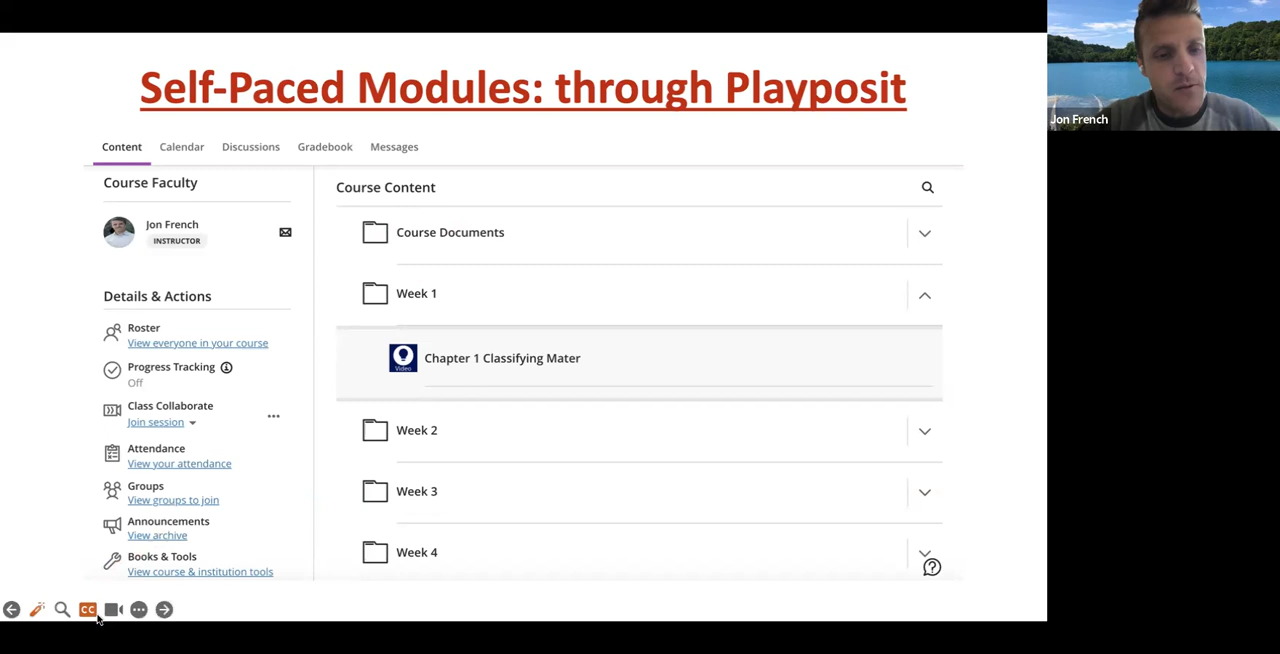 Self-Paced Modules: through Playposit
Jon French
Content Calendar Discussions Gradebook Messages
Course Faculty
Jon French
INSTRUCTOR
Details & Actions
Roster
View everyone in your course
Progress Tracking
Off
Class Collaborate
Join session
Attendance
View your attendance
Groups
View groups to join
Announcements
View archive
Books & Tools
View course & institution tools
Course Content
Course Documents
Week 1
Video
Chapter 1 Classifying Mater
Week 2
Week 3
Week 4
CC